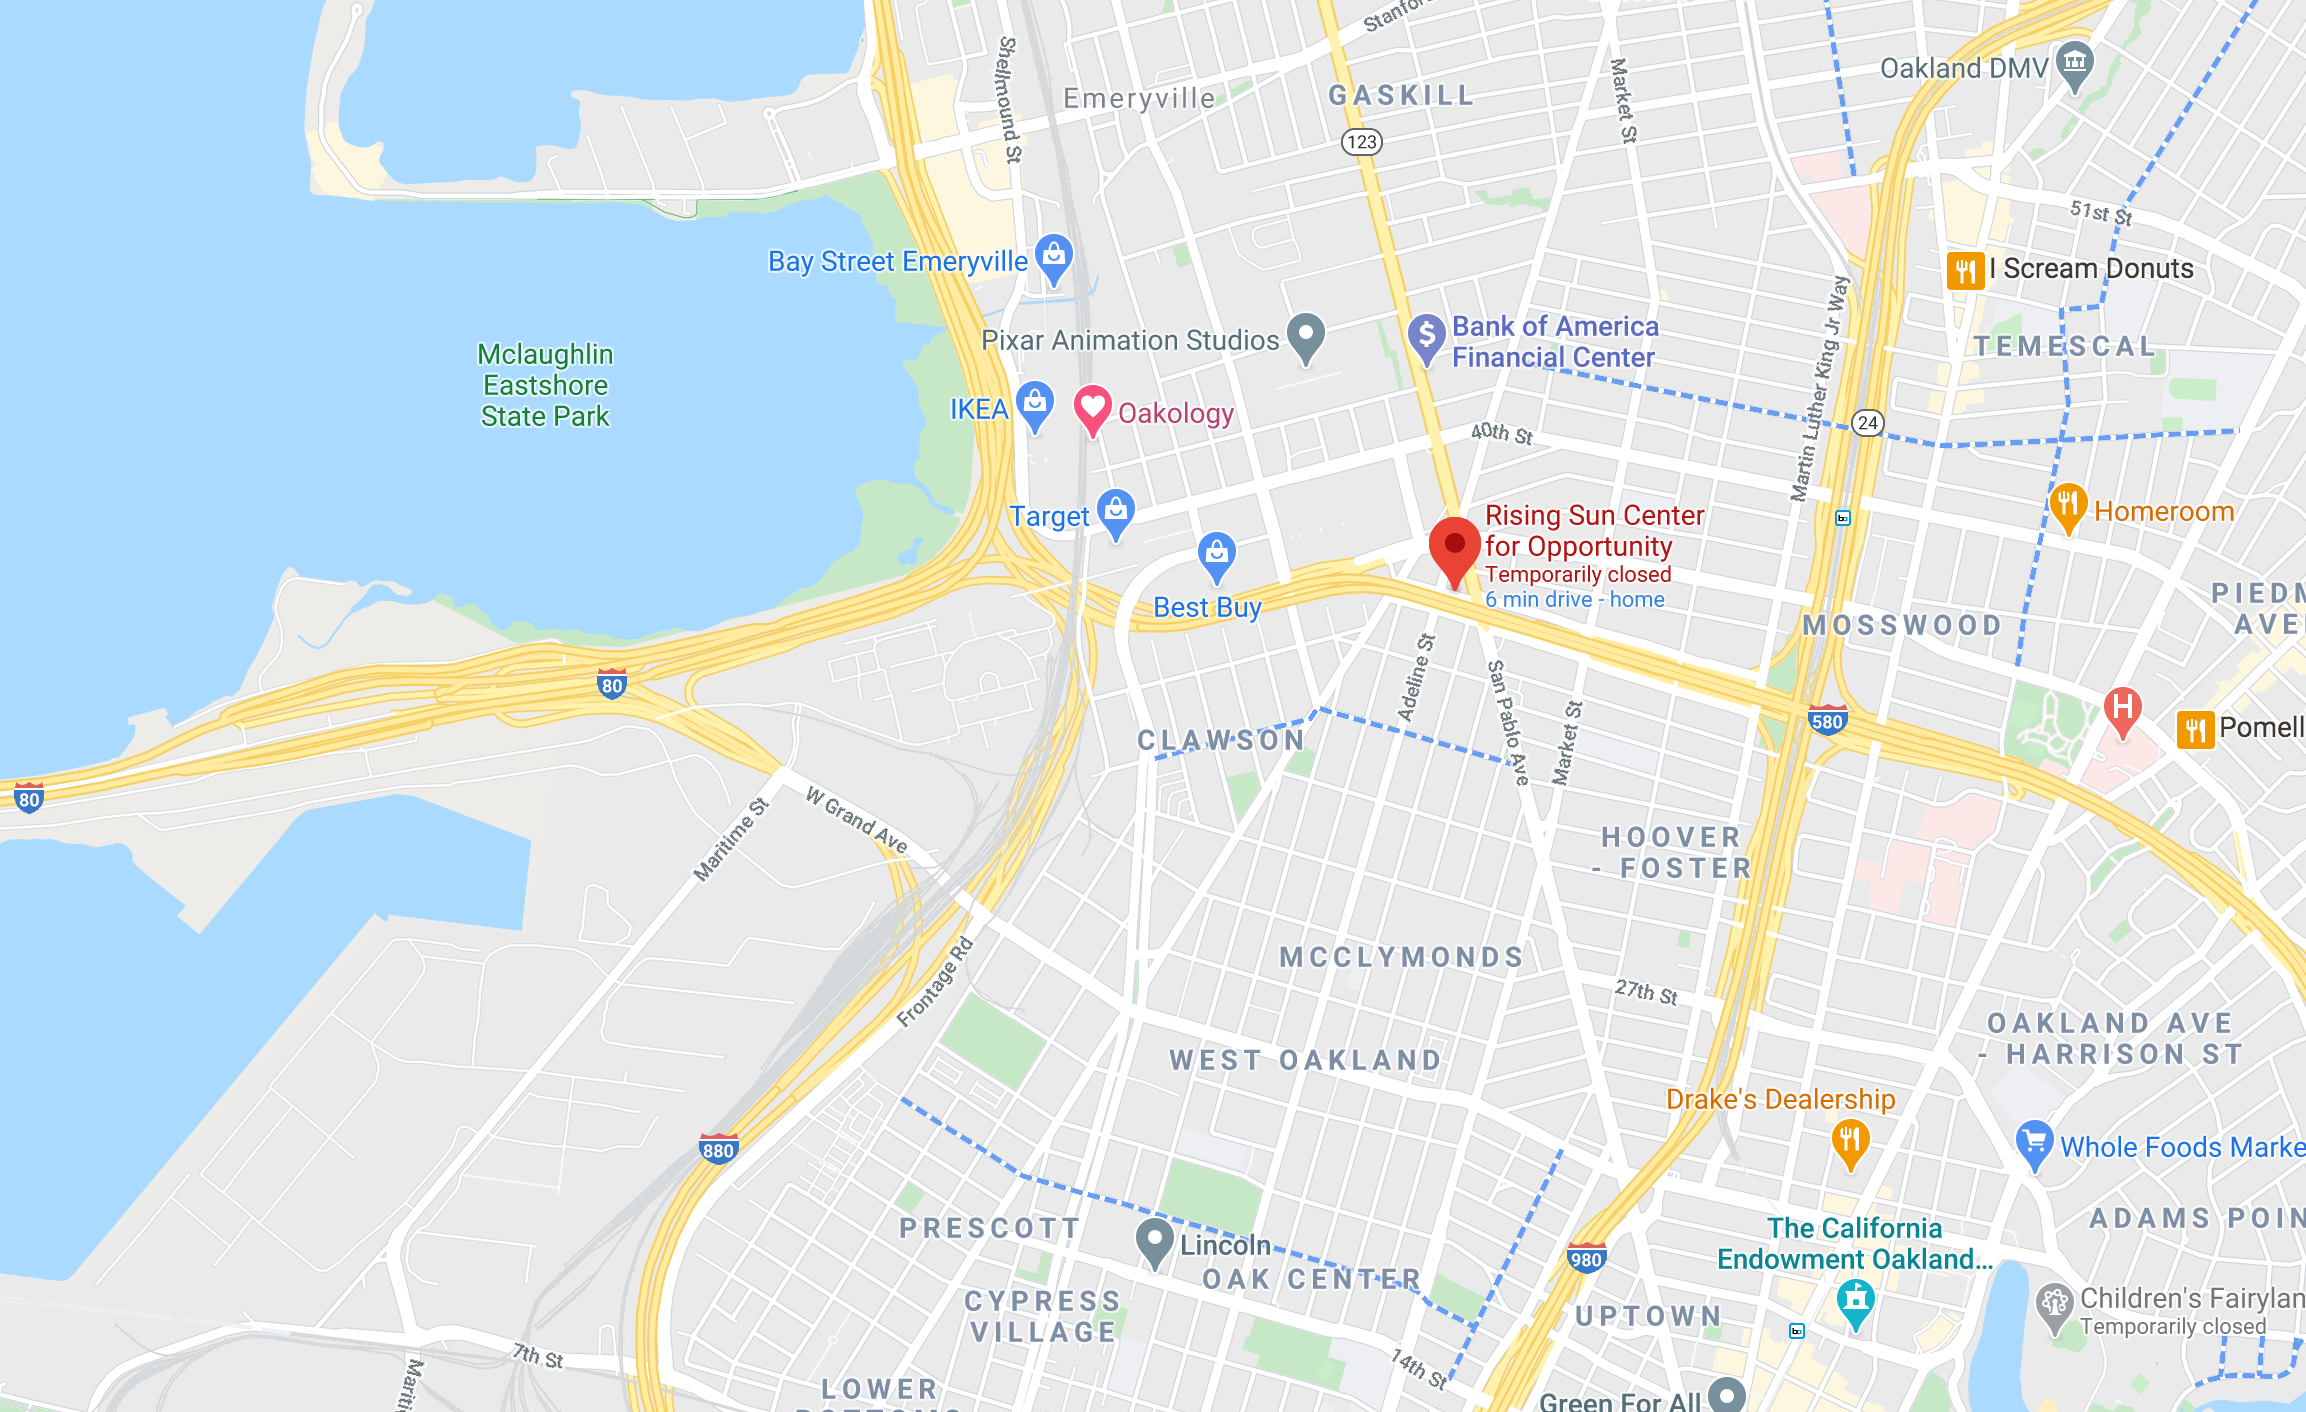 Stanford
Shellmound St
Emeryville
GASKILL
123
Market St
Oakland DMV
51st St
Bay Street Emeryville
I Scream Donuts
Mclaughlin
Eastshore
State Park
Pixar Animation Studios
Bank of America
Financial Center
TEMESCAL
Martin Luther King Jr Way
IKEA
Oakology
40th St
24
Target
Rising Sun Center
for Opportunity
Temporarily closed
6 min drive - home
Homeroom
Best Buy
PIEDM
AVE
MOSSWOOD
80
Adeline St
San Pablo Ave
Market St
580
H
Pomell
CLAWSON
80
W Grand Ave
Maritime St
HOOVER
- FOSTER
Frontage Rd
MCCLYMONDS
27th St
OAKLAND AVE
- HARRISON ST
WEST OAKLAND
Drake's Dealership
880
Whole Foods Marke
PRESCOTT
Lincoln
OAK CENTER
980
The California
Endowment Oakland...
ADAMS POIN
CYPRESS
VILLAGE
UPTOWN
Children's Fairylan
Temporarily closed
7th St
14th St
Mariti
LOWER
BOTTOMS
Green For All